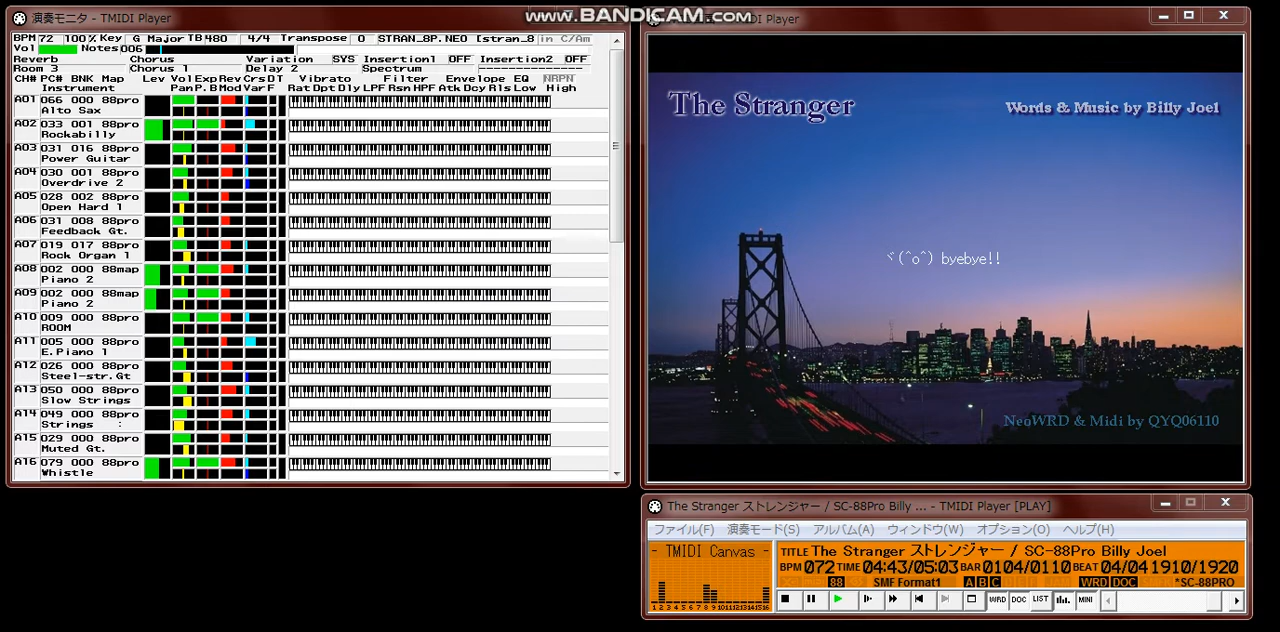 www.BANDICAM.com
演奏モニタ - TMIDI Player
BPM 72 100% Key G Major TB 480 4/4 Transpose 0 STRAN_8P.NEO [stran_8 in C/Am
Vol Notes 006
Reverb Chorus Variation SYS Insertion1 OFF Insertion2 OFF
Room 3 Chorus 1 Delay 2 Spectrum
CH# PC# BNK Map Lev Vol Exp Rev Crs DT Vibrato Filter Envelope EQ NRPN
Instrument Pan P.B Mod Var F Rat Dpt Dly LPF Rsn HPF Atk Dcy Rls Low High
A01 066 000 88pro
Alto Sax
A02 033 001 88pro
Rockabilly
A03 031 016 88pro
Power Guitar
A04 030 001 88pro
Overdrive 2
A05 028 002 88pro
Open Hard 1
A06 031 008 88pro
Feedback Gt.
A07 019 017 88pro
Rock Organ 1
A08 002 000 88map
Piano 2
A09 002 000 88map
Piano 2
A10 009 000 88pro
ROOM
A11 005 000 88pro
E.Piano 1
A12 026 000 88pro
Steel-str.Gt
A13 050 000 88pro
Slow Strings
A14 049 000 88pro
Strings :
A15 029 000 88pro
Muted Gt.
A16 079 000 88pro
Whistle
IDI Player
The Stranger
Words & Music by Billy Joel
ヾ(^o^) byebye!!
NeoWRD & Midi by QYQ06110
The Stranger ストレンジャー / SC-88Pro Billy ... - TMIDI Player [PLAY]
ファイル(F) 演奏モード(S) アルバム(A) ウィンドウ(W) オプション(O) ヘルプ(H)
- TMIDI Canvas -
TITLE The Stranger ストレンジャー / SC-88Pro Billy Joel
BPM 072 TIME 04:43/05:03 BAR 0104/0110 BEAT 04/04 1910/1920
88 SMF Format1 A B C WRD DOC *SC-88PRO
1 2 3 4 5 6 7 8 9 10 11 12 13 14 15 16
WRD DOC LIST MINI